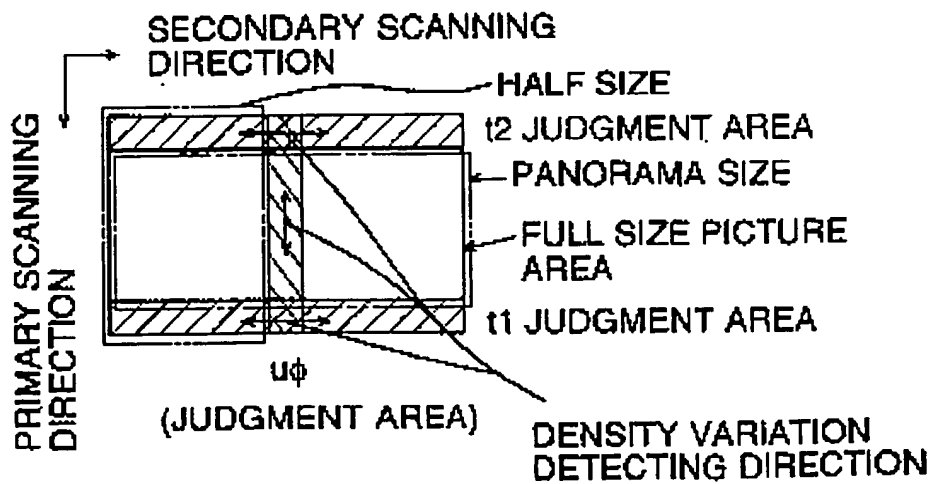 SECONDARY SCANNING
DIRECTION
HALF SIZE
t2 JUDGMENT AREA
PANORAMA SIZE
FULL SIZE PICTURE
AREA
t1 JUDGMENT AREA
PRIMARY SCANNING
DIRECTION
uϕ
(JUDGMENT AREA)
DENSITY VARIATION
DETECTING DIRECTION